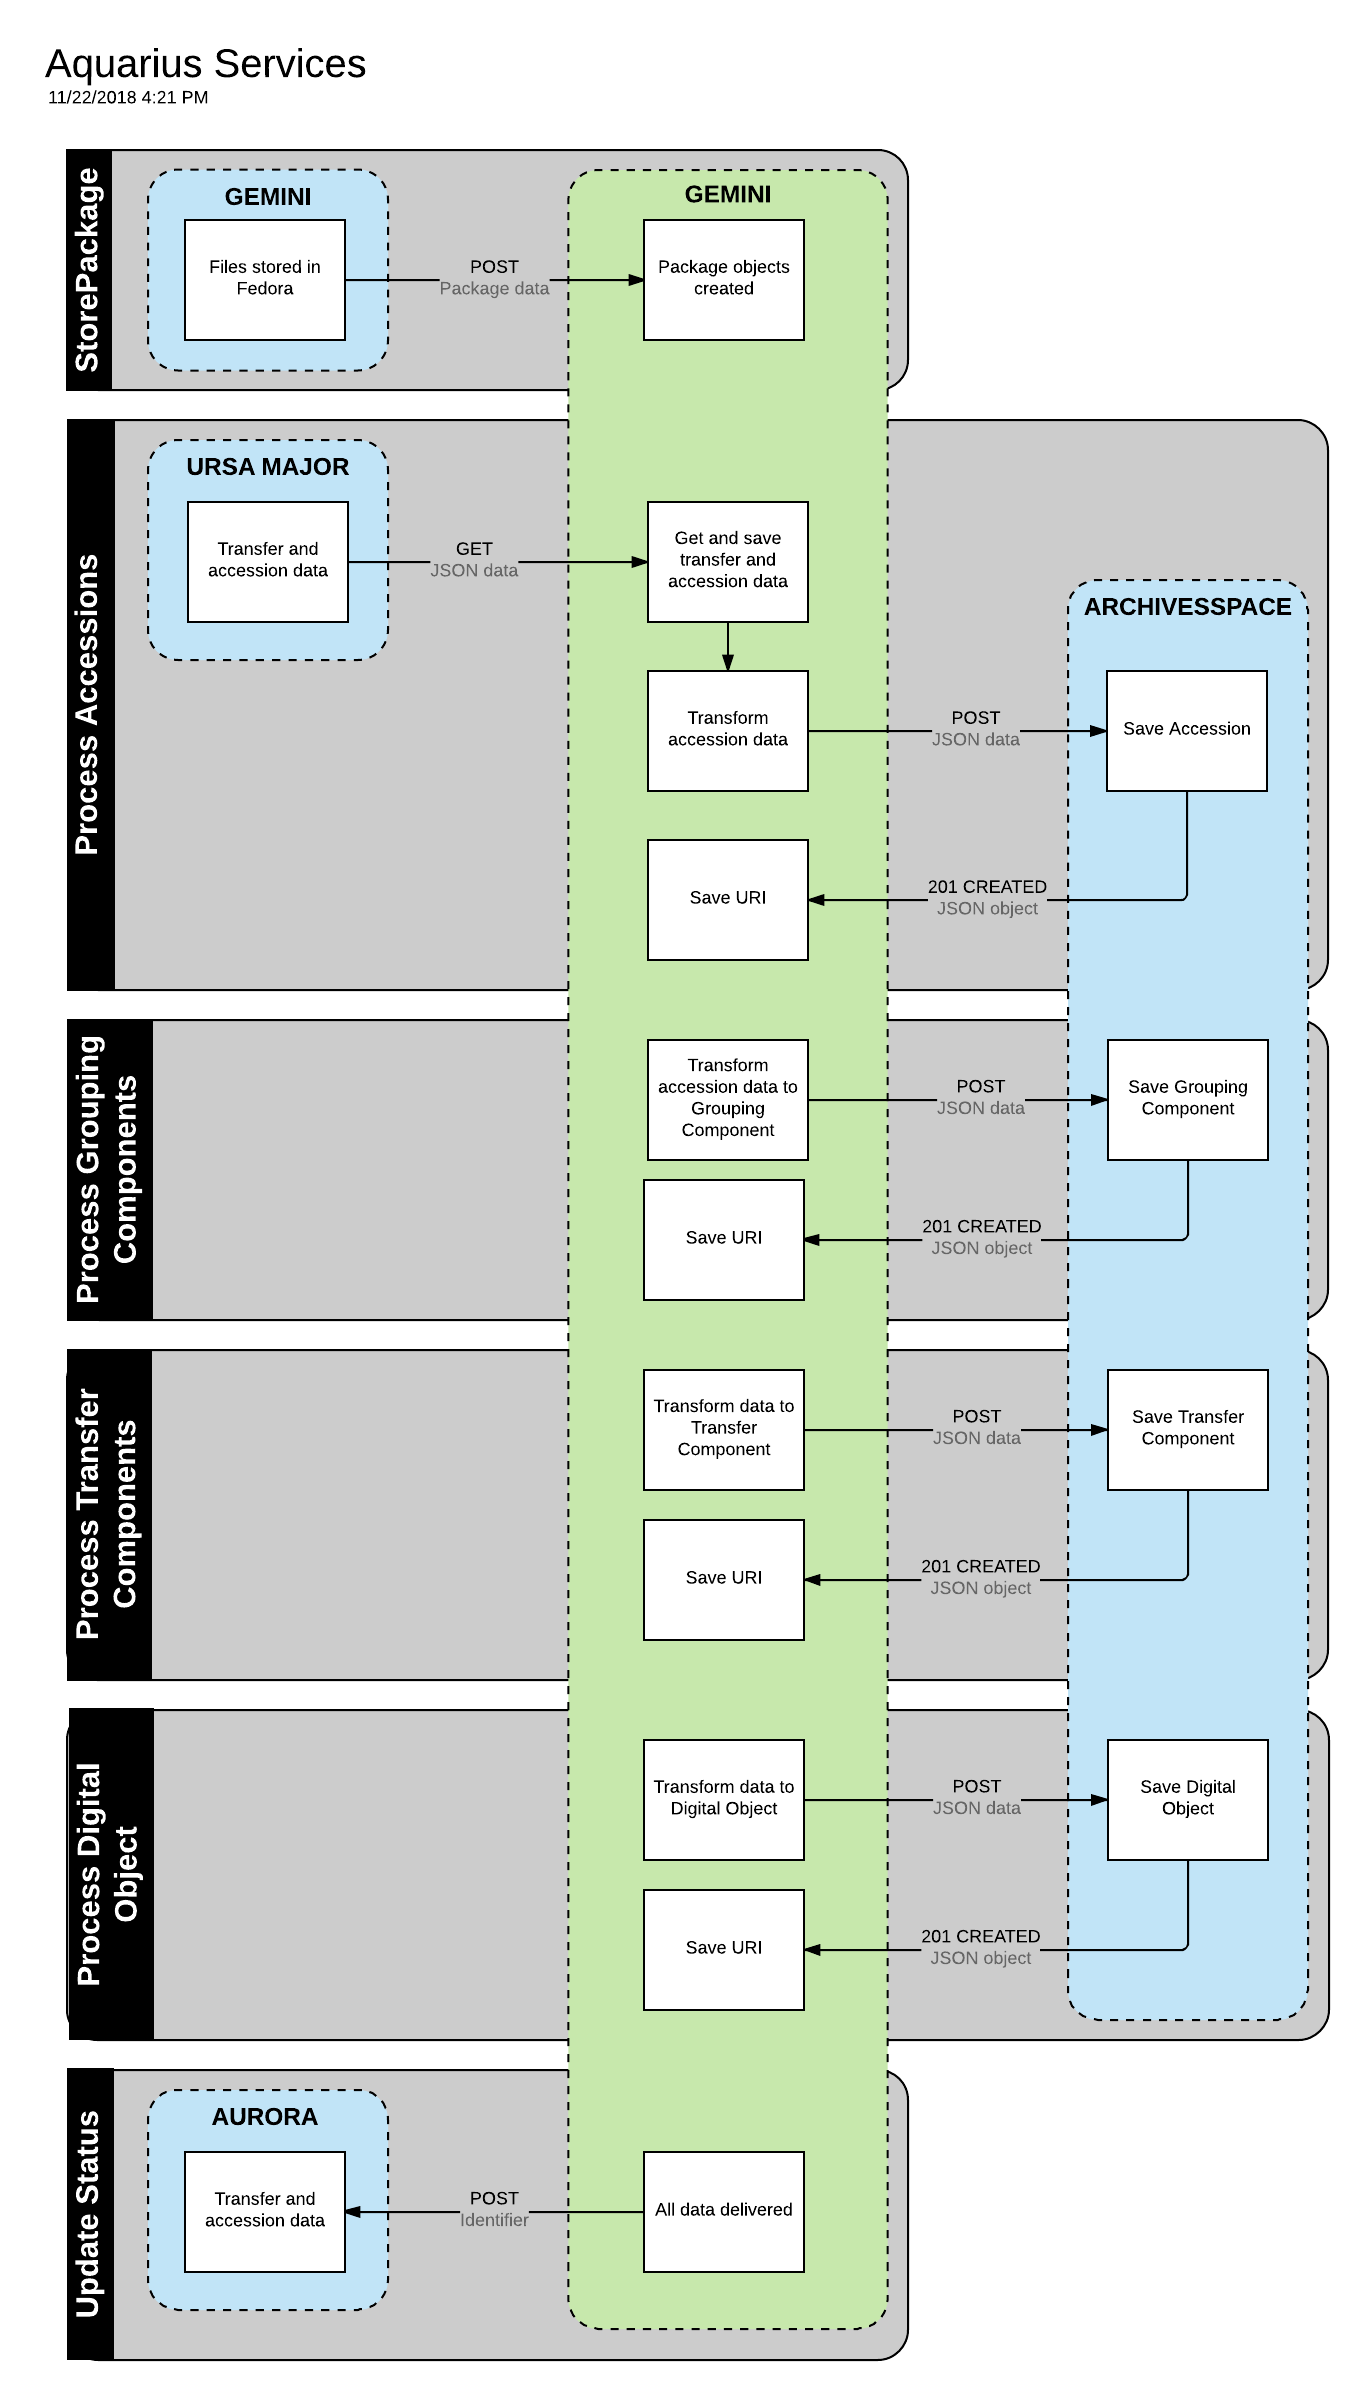 Aquarius Services
11/22/2018 4:21 PM
StorePackage
GEMINI
GEMINI
Files stored in
Fedora
POST
Package data
Package objects
created
Process Accessions
URSA MAJOR
Transfer and
accession data
GET
JSON data
Get and save
transfer and
accession data
ARCHIVESSPACE
Transform
accession data
POST
JSON data
Save Accession
Save URI
201 CREATED
JSON object
Process Grouping
Components
Transform
accession data to
Grouping
Component
POST
JSON data
Save Grouping
Component
Save URI
201 CREATED
JSON object
Process Transfer
Components
Transform data to
Transfer
Component
POST
JSON data
Save Transfer
Component
Save URI
201 CREATED
JSON object
Process Digital
Object
Transform data to
Digital Object
POST
JSON data
Save Digital
Object
Save URI
201 CREATED
JSON object
Update Status
AURORA
Transfer and
accession data
POST
Identifier
All data delivered